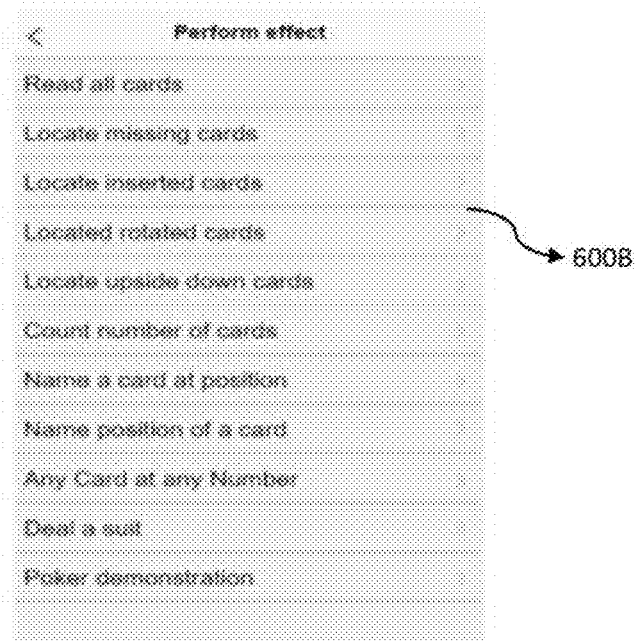 < Perform effect
Read all cards
Locate missing cards
Locate inserted cards
Located rotated cards
Locate upside down cards
600B
Count number of cards
Name a card at position
Name position of a card
Any Card at any Number
Deal a suit
Poker demonstration